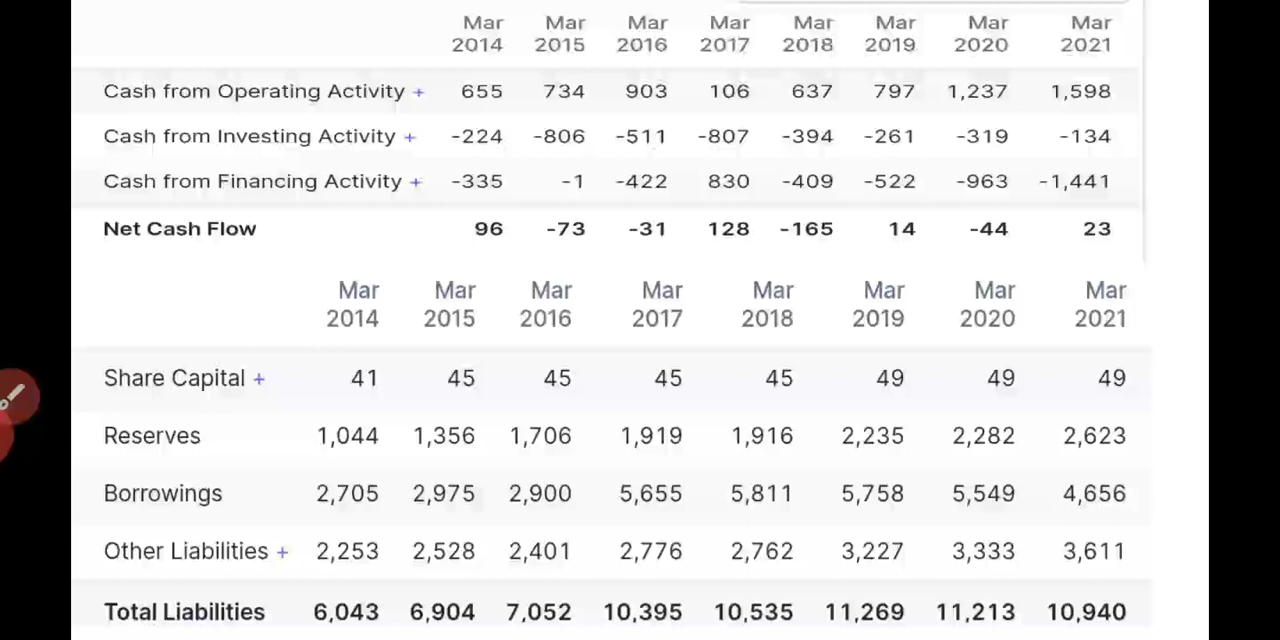 Mar Mar Mar Mar Mar Mar Mar Mar
2014 2015 2016 2017 2018 2019 2020 2021
Cash from Operating Activity + 655 734 903 106 637 797 1,237 1,598
Cash from Investing Activity + -224 -806 -511 -807 -394 -261 -319 -134
Cash from Financing Activity + -335 -1 -422 830 -409 -522 -963 -1,441
Net Cash Flow 96 -73 -31 128 -165 14 -44 23
Mar Mar Mar Mar Mar Mar Mar Mar
2014 2015 2016 2017 2018 2019 2020 2021
Share Capital + 41 45 45 45 45 49 49 49
Reserves 1,044 1,356 1,706 1,919 1,916 2,235 2,282 2,623
Borrowings 2,705 2,975 2,900 5,655 5,811 5,758 5,549 4,656
Other Liabilities + 2,253 2,528 2,401 2,776 2,762 3,227 3,333 3,611
Total Liabilities 6,043 6,904 7,052 10,395 10,535 11,269 11,213 10,940